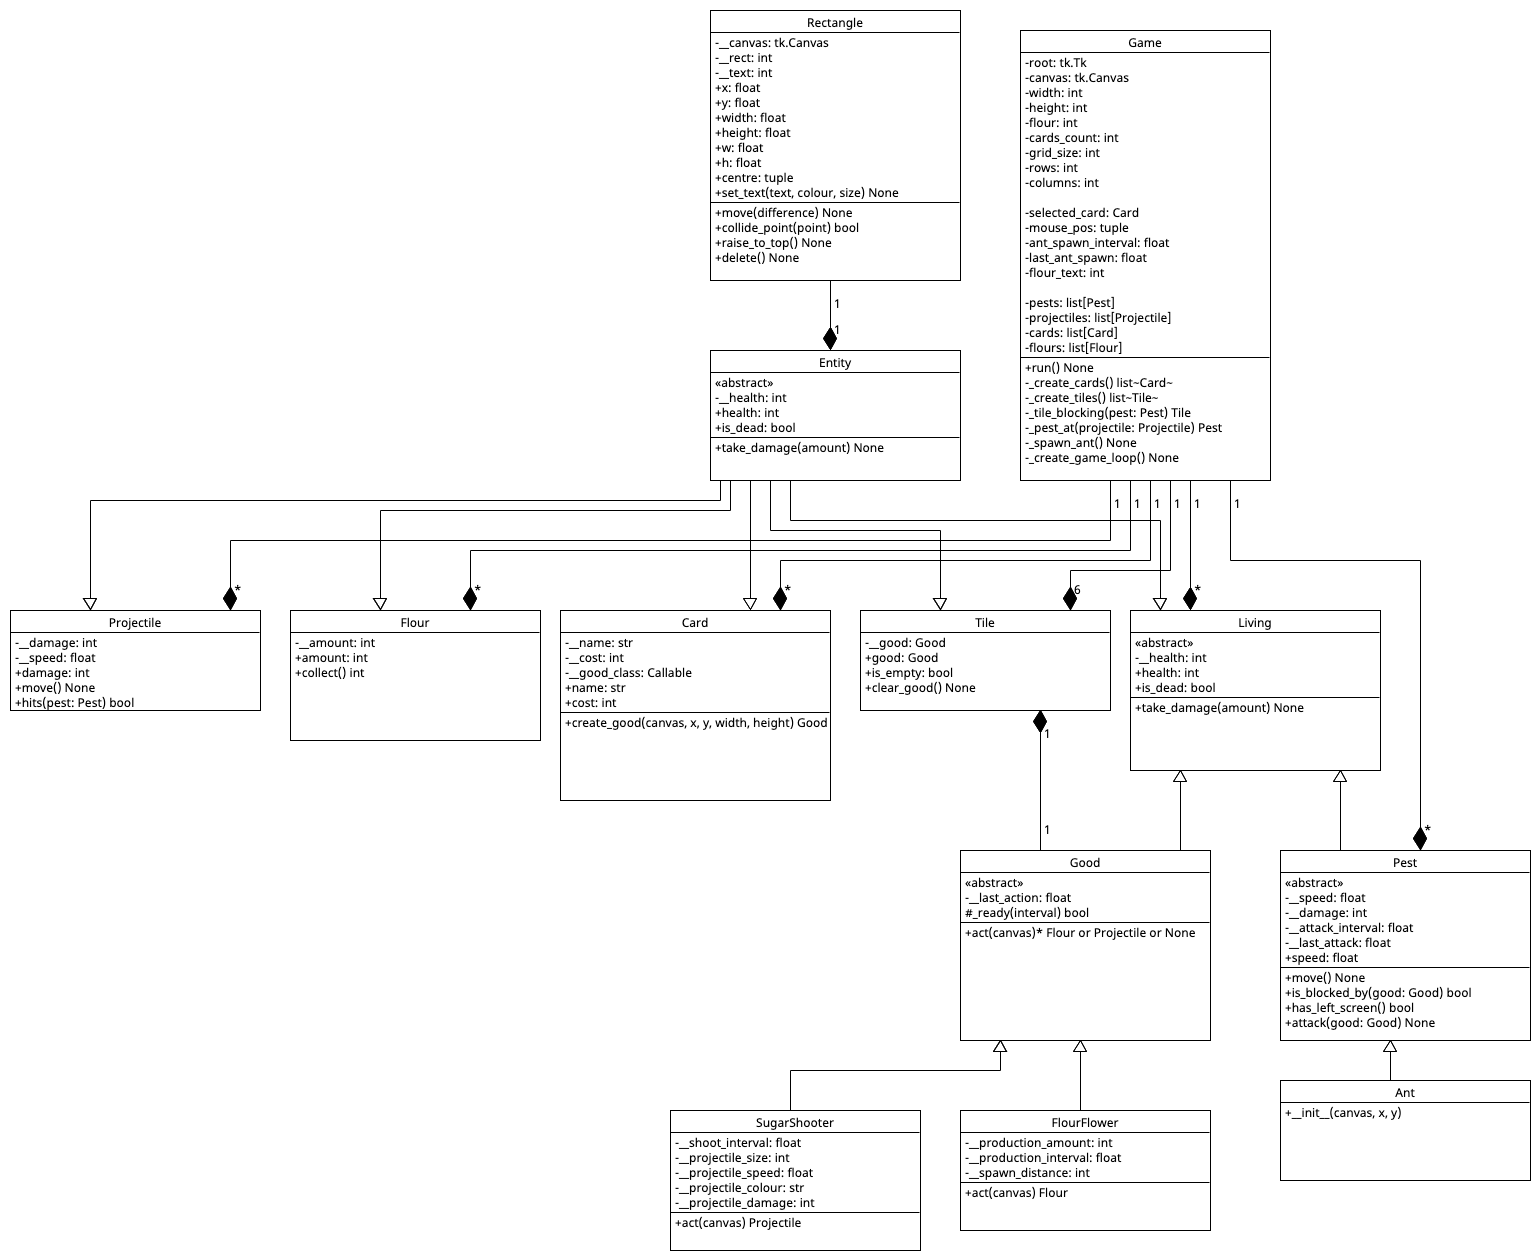 Rectangle
-__canvas: tk.Canvas
-__rect: int
-__text: int
+x: float
+y: float
+width: float
+height: float
+w: float
+h: float
+centre: tuple
+set_text(text, colour, size) None
+move(difference) None
+collide_point(point) bool
+raise_to_top() None
+delete() None
Game
-root: tk.Tk
-canvas: tk.Canvas
-width: int
-height: int
-flour: int
-cards_count: int
-grid_size: int
-rows: int
-columns: int
-selected_card: Card
-mouse_pos: tuple
-ant_spawn_interval: float
-last_ant_spawn: float
-flour_text: int
-pests: list[Pest]
-projectiles: list[Projectile]
-cards: list[Card]
-flours: list[Flour]
+run() None
-_create_cards() list~Card~
-_create_tiles() list~Tile~
-_tile_blocking(pest: Pest) Tile
-_pest_at(projectile: Projectile) Pest
-_spawn_ant() None
-_create_game_loop() None
1
1
Entity
«abstract»
-__health: int
+health: int
+is_dead: bool
+take_damage(amount) None
1 1 1 1 1 1
* * * 6 *
Projectile
-__damage: int
-__speed: float
+damage: int
+move() None
+hits(pest: Pest) bool
Flour
-__amount: int
+amount: int
+collect() int
Card
-__name: str
-__cost: int
-__good_class: Callable
+name: str
+cost: int
+create_good(canvas, x, y, width, height) Good
Tile
-__good: Good
+good: Good
+is_empty: bool
+clear_good() None
Living
«abstract»
-__health: int
+health: int
+is_dead: bool
+take_damage(amount) None
1
1
*
Good
«abstract»
-__last_action: float
#_ready(interval) bool
+act(canvas)* Flour or Projectile or None
Pest
«abstract»
-__speed: float
-__damage: int
-__attack_interval: float
-__last_attack: float
+speed: float
+move() None
+is_blocked_by(good: Good) bool
+has_left_screen() bool
+attack(good: Good) None
SugarShooter
-__shoot_interval: float
-__projectile_size: int
-__projectile_speed: float
-__projectile_colour: str
-__projectile_damage: int
+act(canvas) Projectile
FlourFlower
-__production_amount: int
-__production_interval: float
-__spawn_distance: int
+act(canvas) Flour
Ant
+__init__(canvas, x, y)